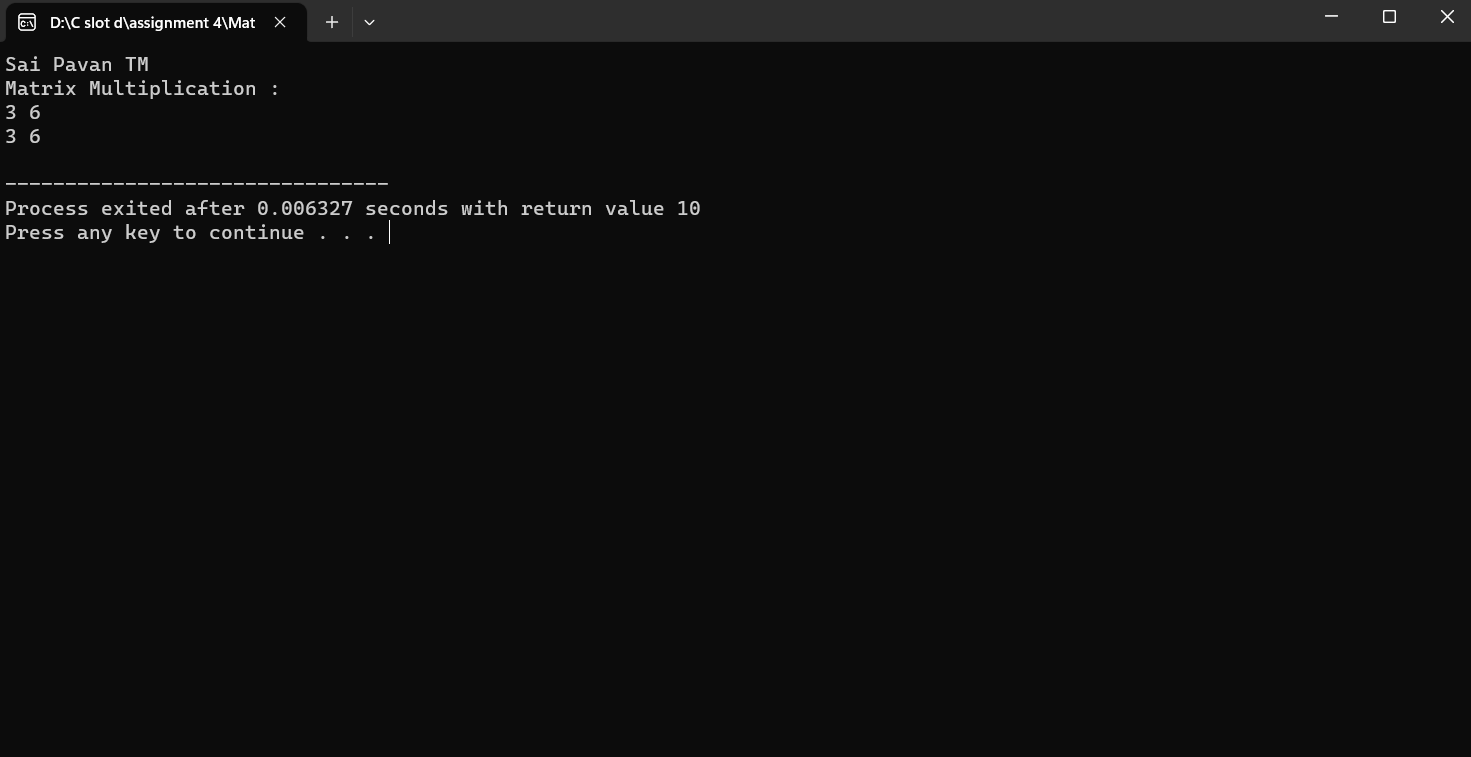 D:\C slot d\assignment 4\Mat
Sai Pavan TM
Matrix Multiplication :
3 6
3 6
--------------------------------
Process exited after 0.006327 seconds with return value 10
Press any key to continue . . .